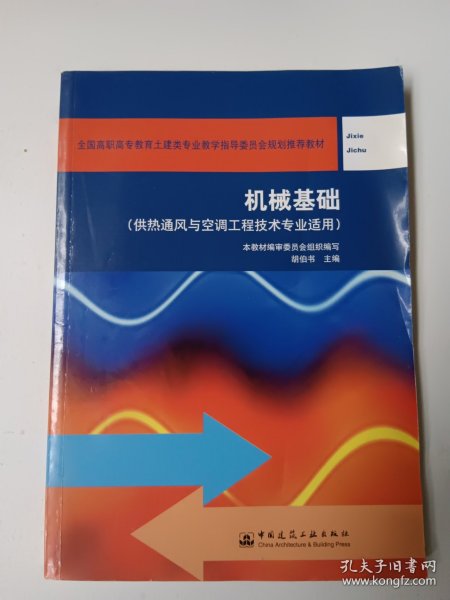 全国高职高专教育土建类专业教学指导委员会规划推荐教材
Jixie
Jichu
机械基础
(供热通风与空调工程技术专业适用)
本教材编审委员会组织编写
胡伯书 主编
中国建筑工业出版社
China Architecture & Building Press
孔夫子旧书网
www.kongfz.com